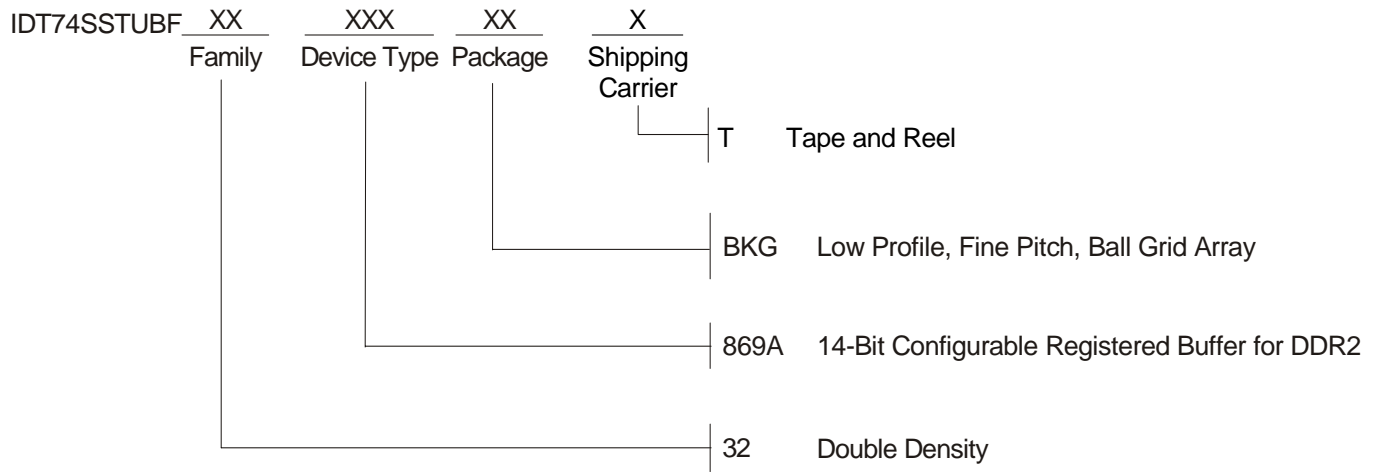 IDT74SSTUBF XX XXX XX X
Family Device Type Package Shipping
Carrier
T Tape and Reel
BKG Low Profile, Fine Pitch, Ball Grid Array
869A 14-Bit Configurable Registered Buffer for DDR2
32 Double Density